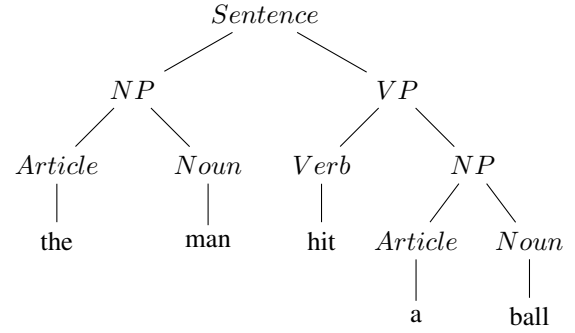 Sentence
NP VP
Article Noun Verb NP
the man hit Article Noun
a ball